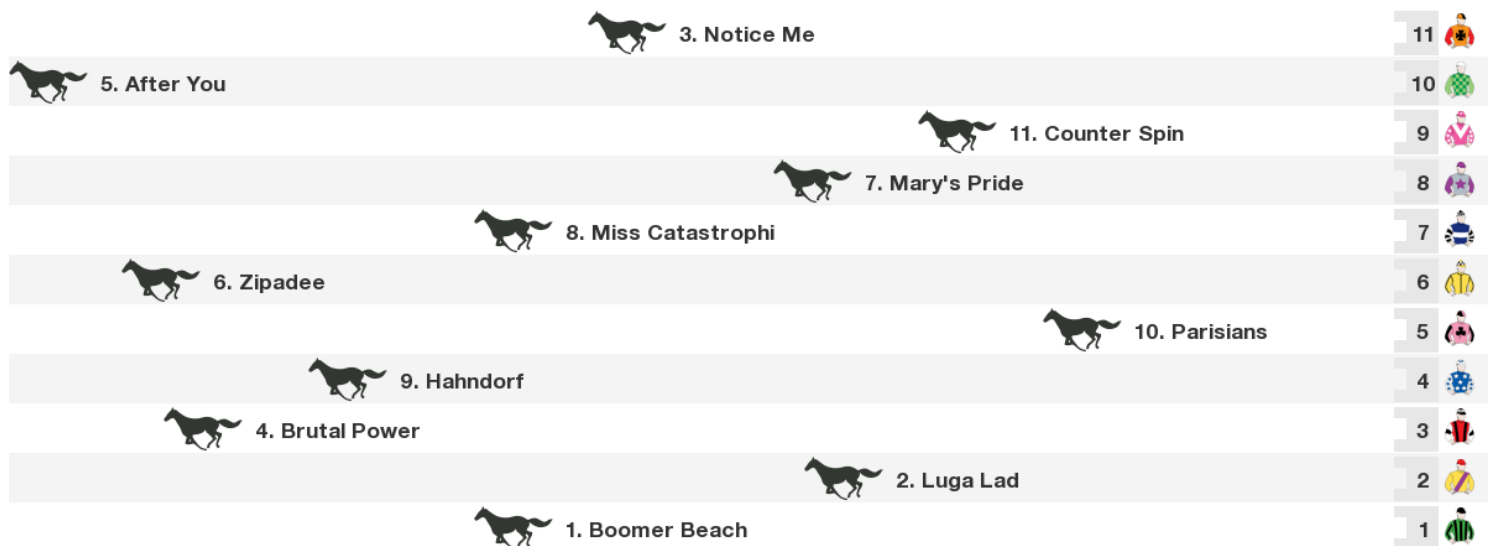 3. Notice Me 11
5. After You 10
11. Counter Spin 9
7. Mary's Pride 8
8. Miss Catastrophi 7
6. Zipadee 6
10. Parisians 5
9. Hahndorf 4
4. Brutal Power 3
2. Luga Lad 2
1. Boomer Beach 1